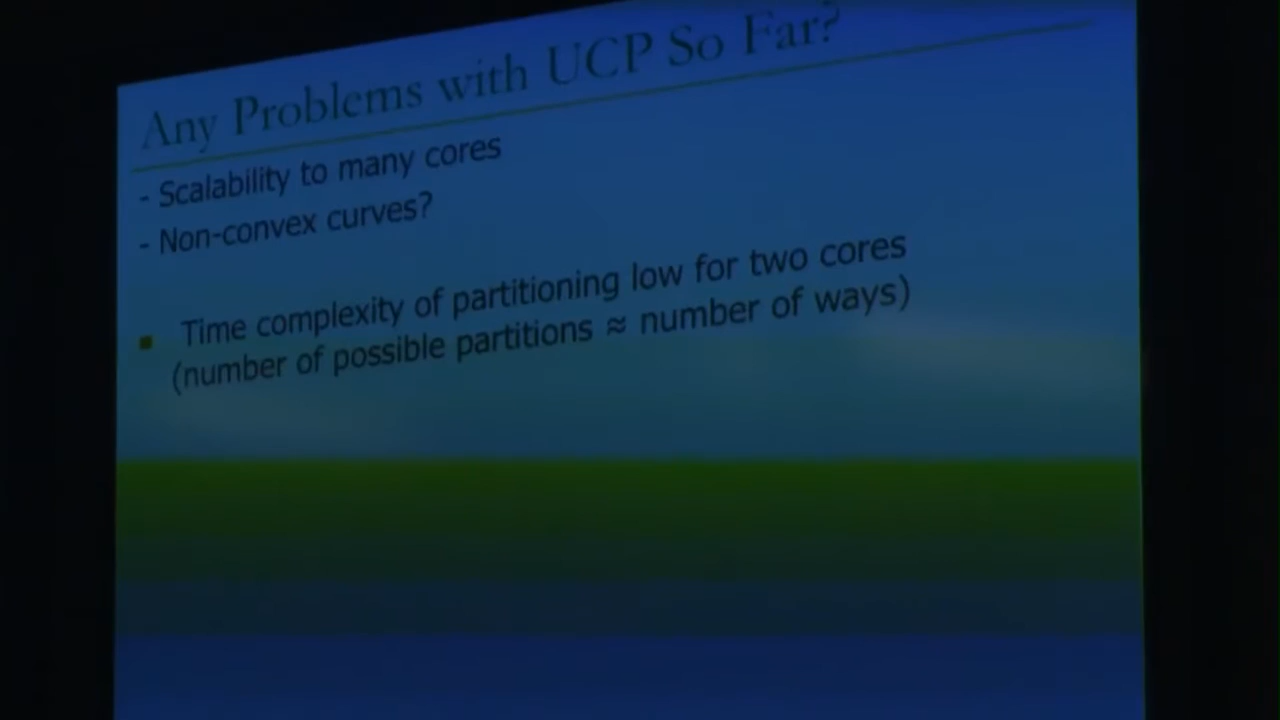 Any Problems with UCP So Far?
- Scalability to many cores
- Non-convex curves?
▪ Time complexity of partitioning low for two cores
(number of possible partitions ≈ number of ways)